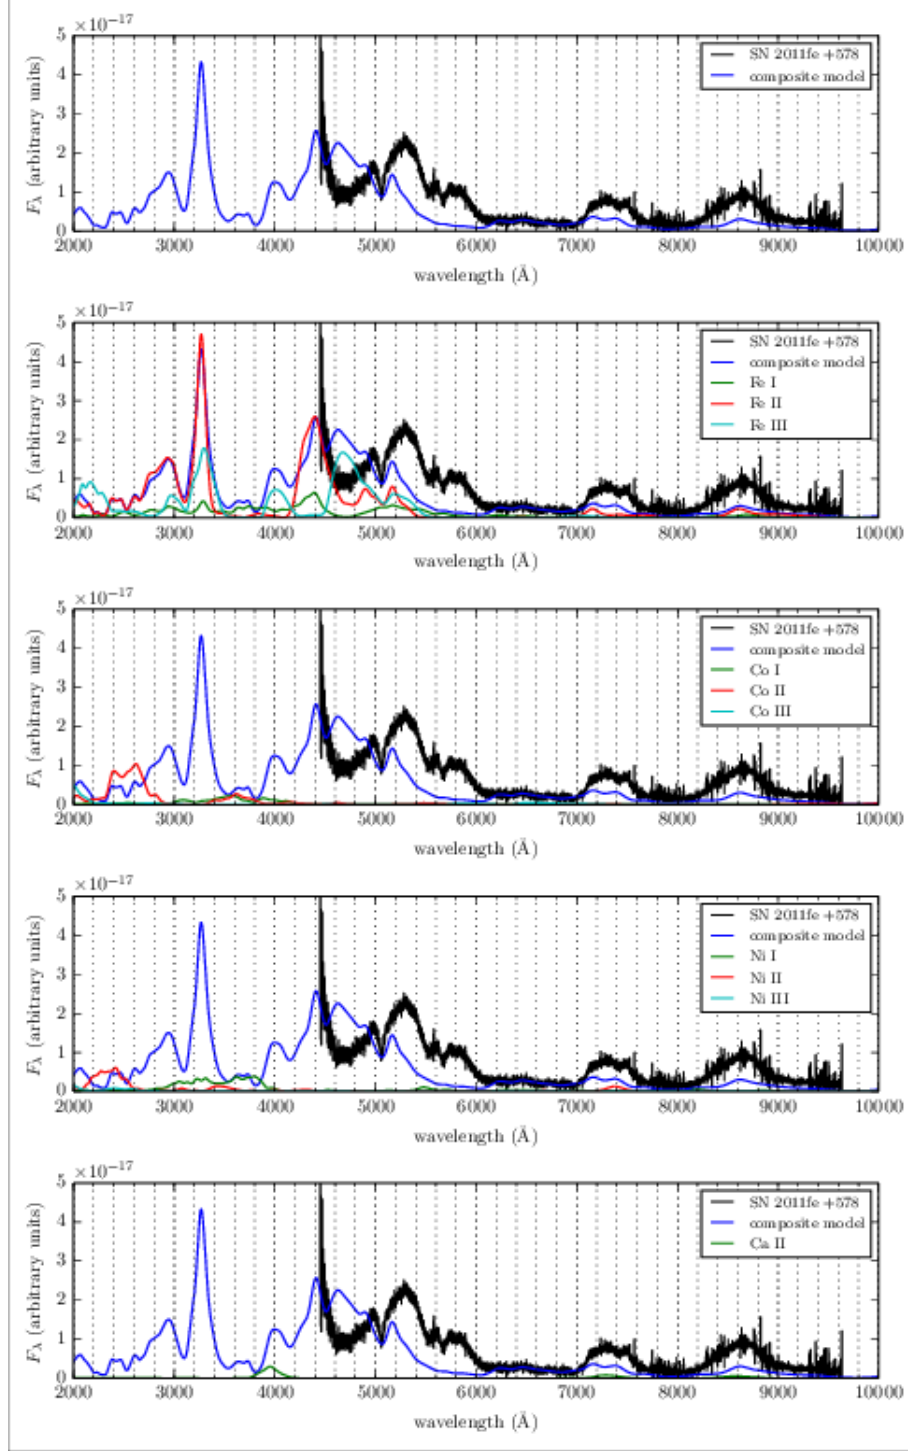 ×10⁻¹⁷
5
4
3
2
1
0
F_λ (arbitrary units)
SN 2011fe +578
composite model
2000 3000 4000 5000 6000 7000 8000 9000 10000
wavelength (Å)
×10⁻¹⁷
5
4
3
2
1
0
F_λ (arbitrary units)
SN 2011fe +578
composite model
Fe I
Fe II
Fe III
2000 3000 4000 5000 6000 7000 8000 9000 10000
wavelength (Å)
×10⁻¹⁷
5
4
3
2
1
0
F_λ (arbitrary units)
SN 2011fe +578
composite model
Co I
Co II
Co III
2000 3000 4000 5000 6000 7000 8000 9000 10000
wavelength (Å)
×10⁻¹⁷
5
4
3
2
1
0
F_λ (arbitrary units)
SN 2011fe +578
composite model
Ni I
Ni II
Ni III
2000 3000 4000 5000 6000 7000 8000 9000 10000
wavelength (Å)
×10⁻¹⁷
5
4
3
2
1
0
F_λ (arbitrary units)
SN 2011fe +578
composite model
Ca II
2000 3000 4000 5000 6000 7000 8000 9000 10000
wavelength (Å)